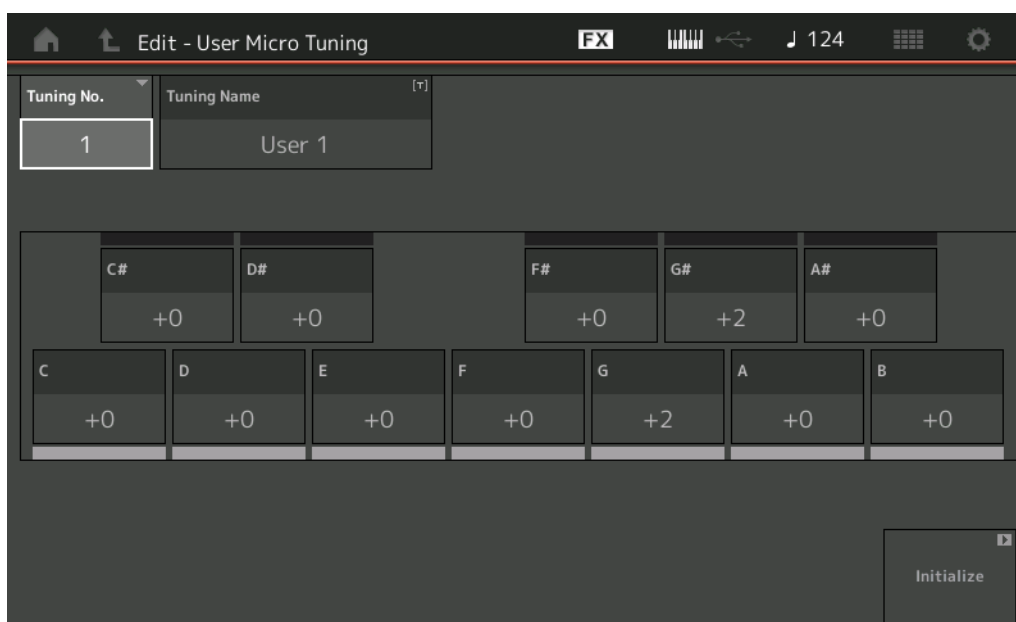 Edit - User Micro Tuning FX ♩ 124
Tuning No. Tuning Name [T]
1 User 1
C# D# F# G# A#
+0 +0 +0 +2 +0
C D E F G A B
+0 +0 +0 +0 +2 +0 +0
Initialize